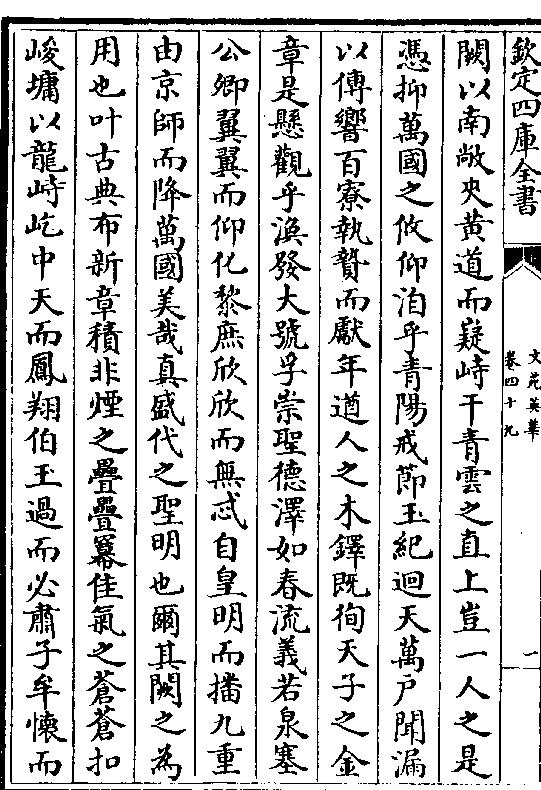 欽定四庫全書
文苑英華
卷四十九
一
闕以南敞夾黄道而嶷峙干青雲之直上豈一人之是
憑抑萬國之攸仰洎乎青陽戒節玉紀迴天萬戸聞漏
以傳響百寮執贄而獻年遒人之木鐸既徇天子之金
章是懸觀乎渙發大號孚崇聖德澤如春流義若泉塞
公卿翼翼而仰化黎庶欣欣而無忒自皇明而播九重
由京師而降萬國美哉真盛代之聖明也爾其闕之為
用也叶古典布新章積非煙之疊疊羃佳氣之蒼蒼扣
峻墉以龍峙屹中天而鳳翔伯玉過而必肅子牟懷而